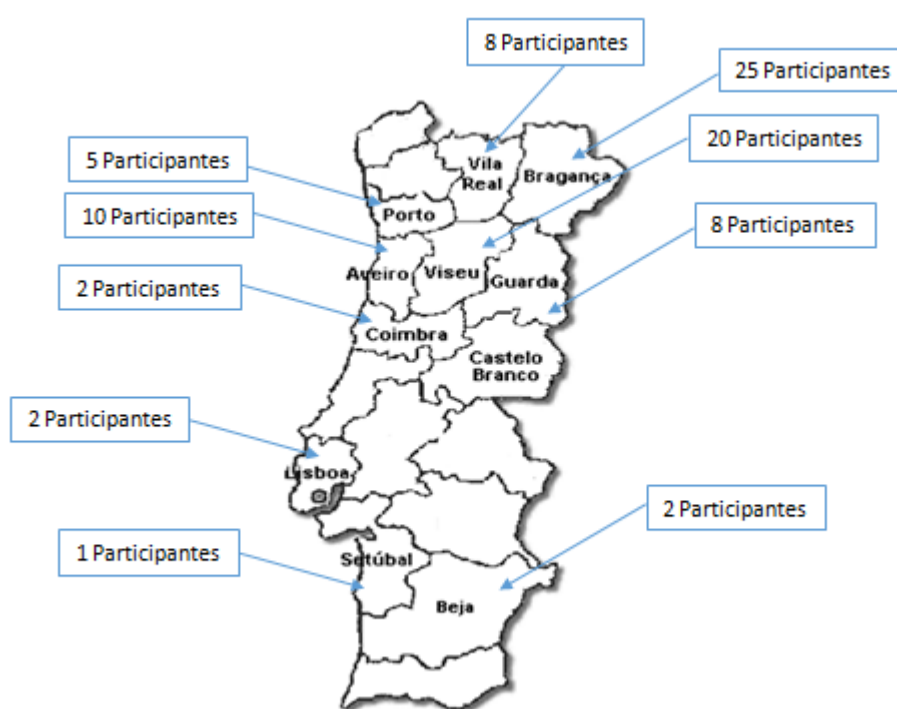 8 Participantes
25 Participantes
20 Participantes
5 Participantes
Vila
Real
Bragança
10 Participantes
Porto
8 Participantes
Aveiro
Viseu
Guarda
2 Participantes
Coimbra
Castelo
Branco
2 Participantes
Lisboa
2 Participantes
1 Participantes
Setúbal
Beja